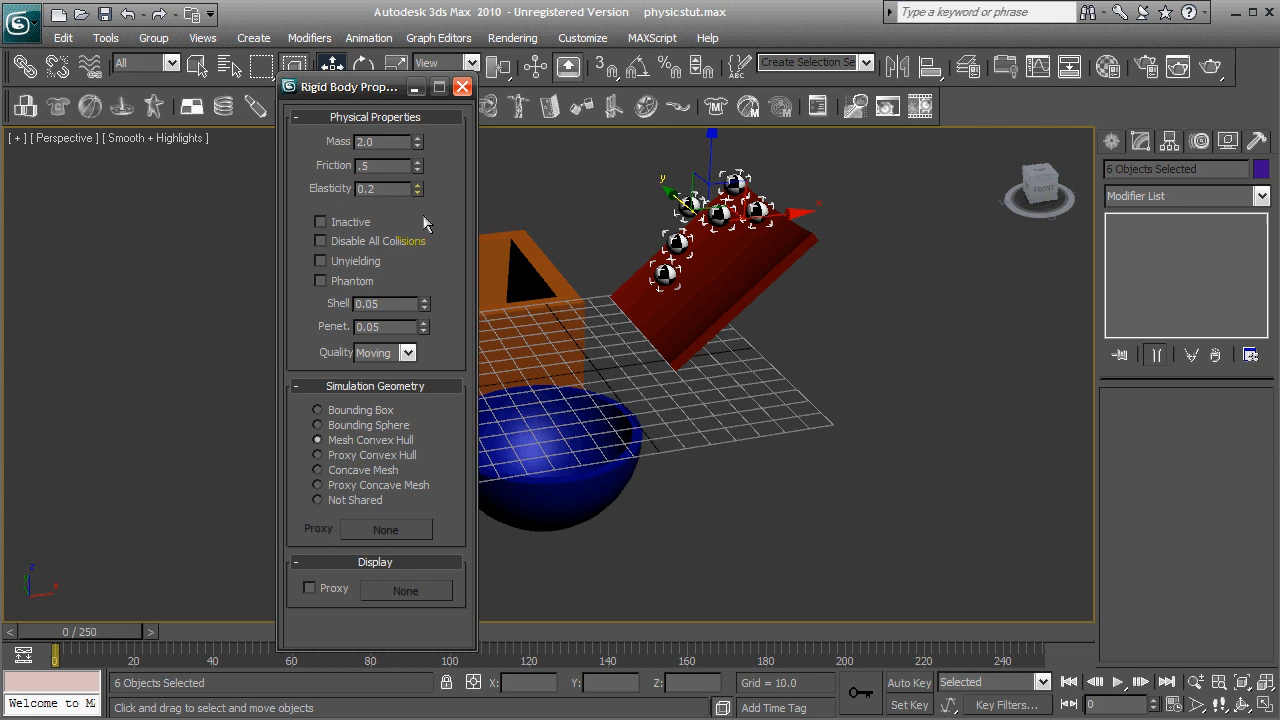 Autodesk 3ds Max 2010 - Unregistered Version physicstut.max
Type a keyword or phrase
File Edit Tools Group Views Create Modifiers Animation Graph Editors Rendering Customize MAXScript Help
All
View
Create Selection Se
Rigid Body Prop...
[ + ] [ Perspective ] [ Smooth + Highlights ]
Physical Properties
Mass 2.0
Friction .5
Elasticity 0.2
Inactive
Disable All Collisions
Unyielding
Phantom
Shell 0.05
Penet. 0.05
Quality Moving
Simulation Geometry
Bounding Box
Bounding Sphere
Mesh Convex Hull
Proxy Convex Hull
Concave Mesh
Proxy Concave Mesh
Not Shared
Proxy None
Display
Proxy None
y
x
FRONT
z
x
6 Objects Selected
Modifier List
< 0 / 250 >
0 20 40 60 80 100 120 140 160 180 200 220 240
6 Objects Selected X: Y: Z: Grid = 10.0 Auto Key Selected
Welcome to M
Click and drag to select and move objects Add Time Tag Set Key Key Filters... 0